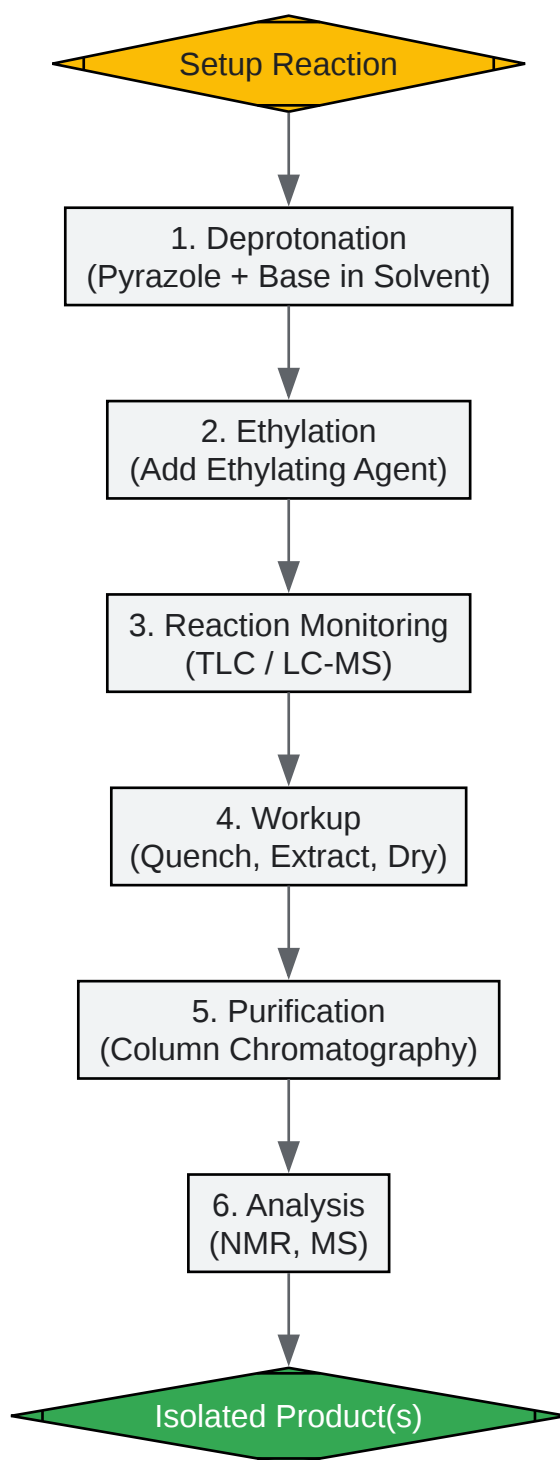 Setup Reaction
1. Deprotonation
(Pyrazole + Base in Solvent)
2. Ethylation
(Add Ethylating Agent)
3. Reaction Monitoring
(TLC / LC-MS)
4. Workup
(Quench, Extract, Dry)
5. Purification
(Column Chromatography)
6. Analysis
(NMR, MS)
Isolated Product(s)